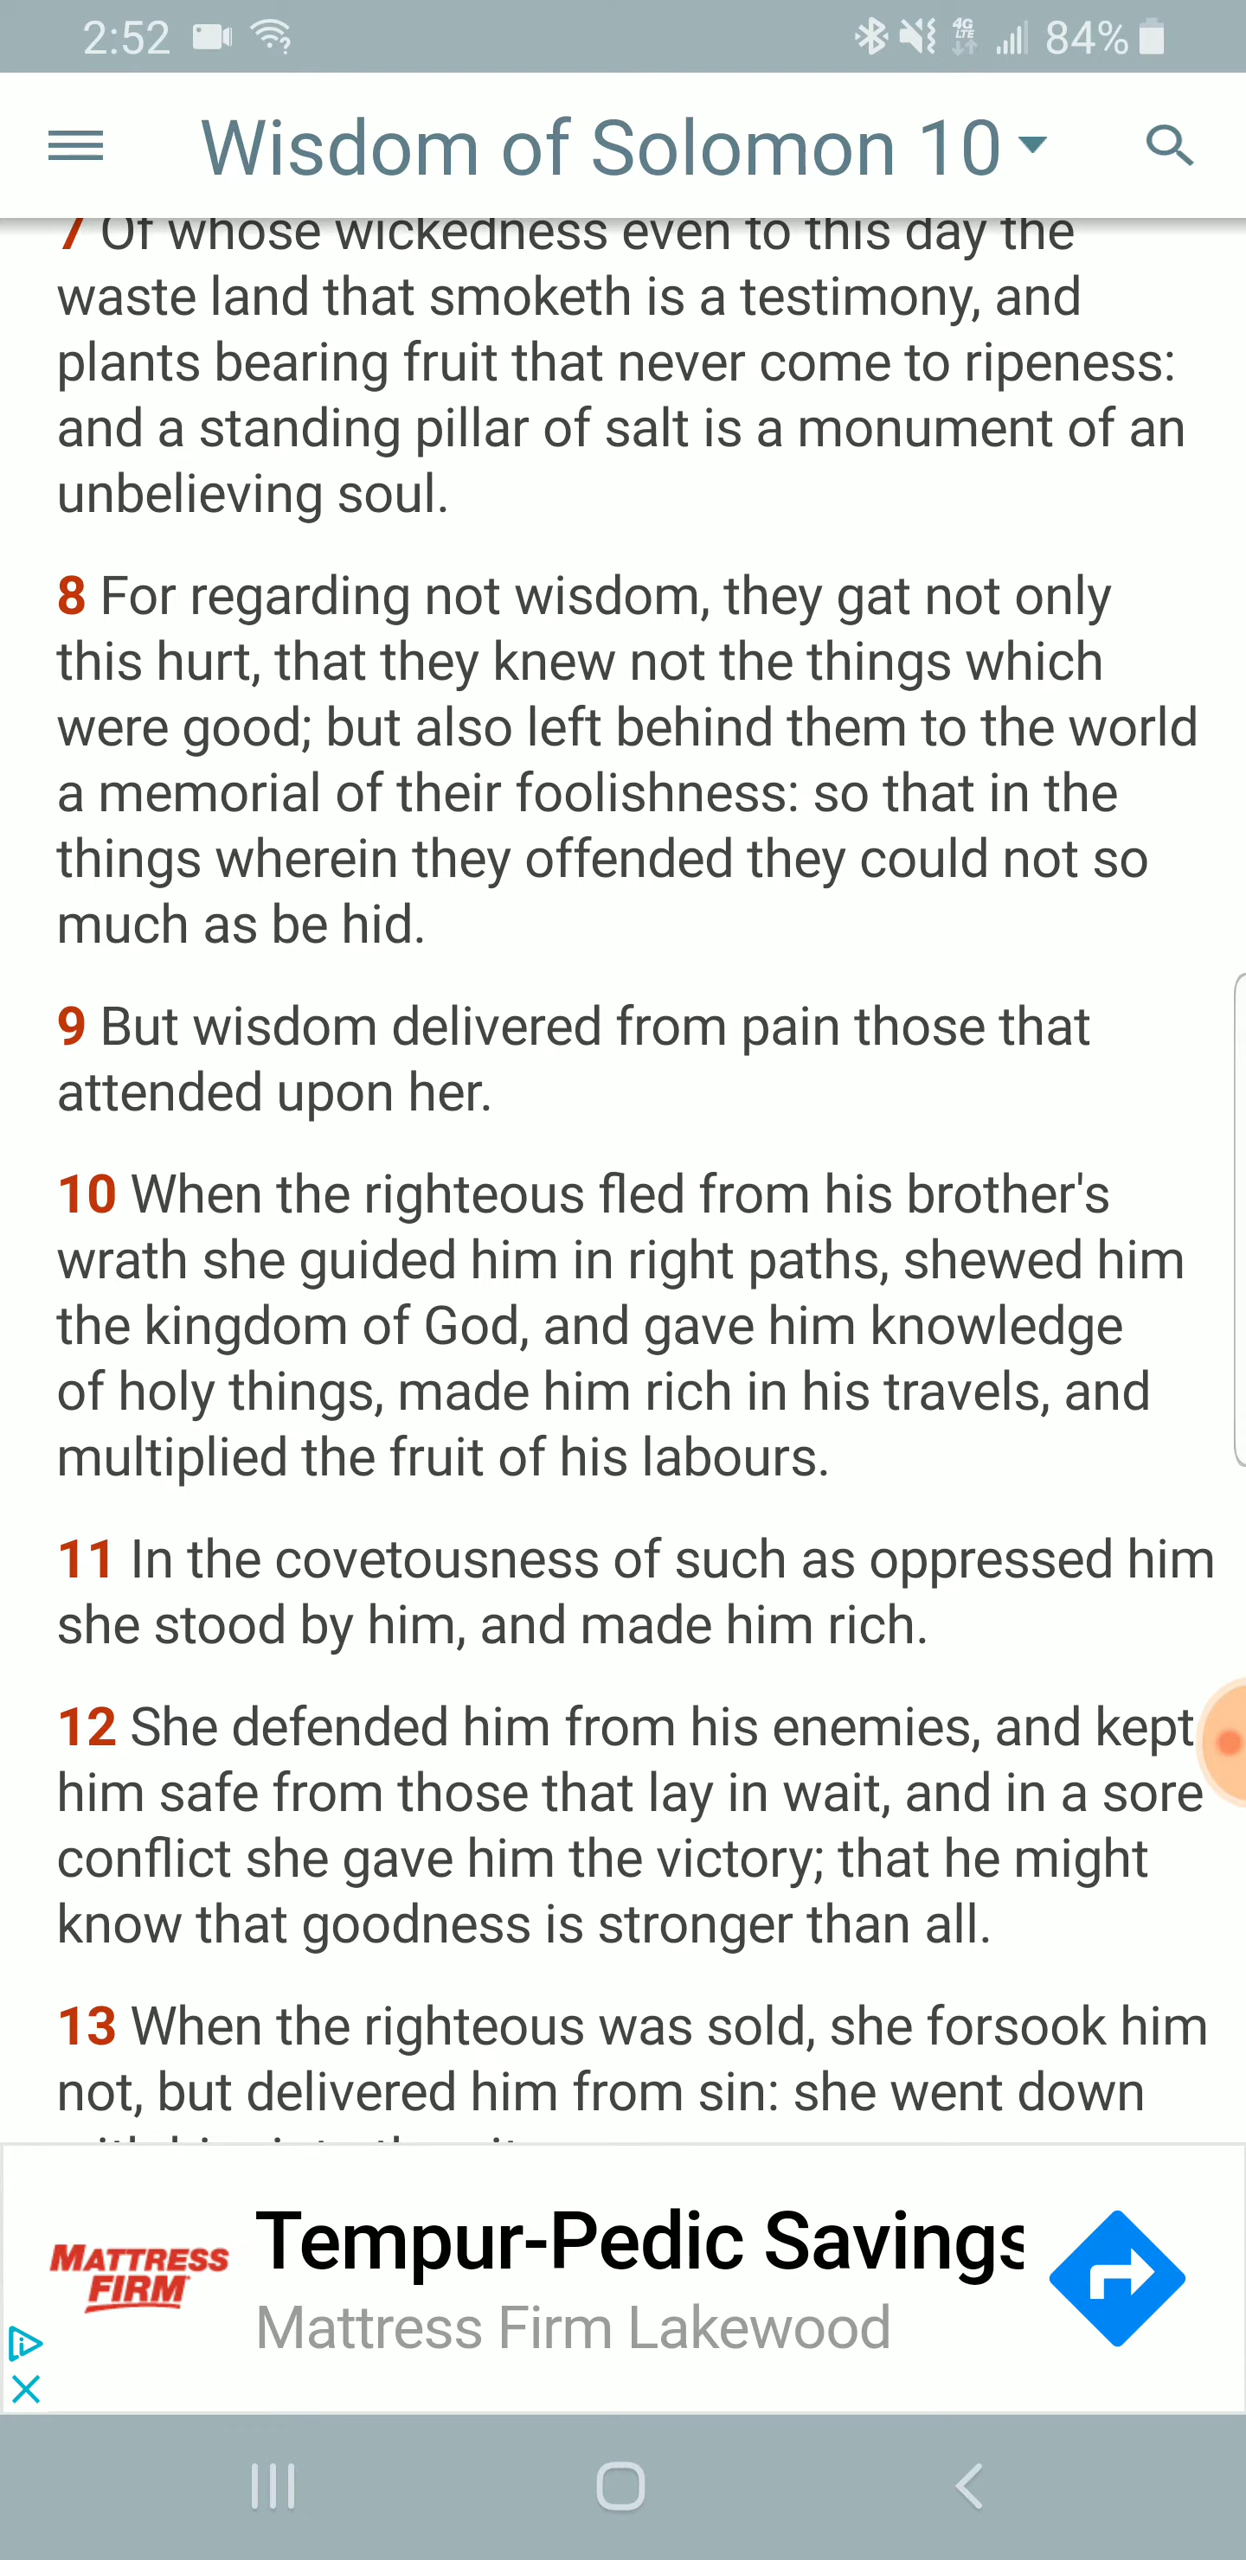 2:52
4G
LTE
84%
Wisdom of Solomon 10
7 Of whose wickedness even to this day the
waste land that smoketh is a testimony, and
plants bearing fruit that never come to ripeness:
and a standing pillar of salt is a monument of an
unbelieving soul.
8 For regarding not wisdom, they gat not only
this hurt, that they knew not the things which
were good; but also left behind them to the world
a memorial of their foolishness: so that in the
things wherein they offended they could not so
much as be hid.
9 But wisdom delivered from pain those that
attended upon her.
10 When the righteous fled from his brother's
wrath she guided him in right paths, shewed him
the kingdom of God, and gave him knowledge
of holy things, made him rich in his travels, and
multiplied the fruit of his labours.
11 In the covetousness of such as oppressed him
she stood by him, and made him rich.
12 She defended him from his enemies, and kept
him safe from those that lay in wait, and in a sore
conflict she gave him the victory; that he might
know that goodness is stronger than all.
13 When the righteous was sold, she forsook him
not, but delivered him from sin: she went down
MATTRESS
FIRM
Tempur-Pedic Savings
Mattress Firm Lakewood